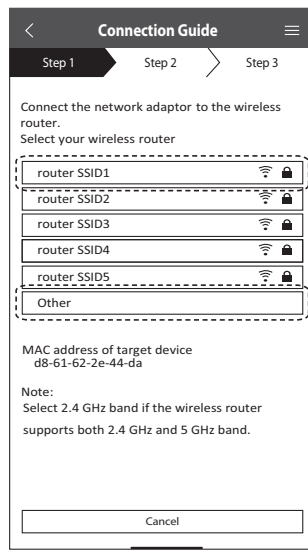 Connection Guide
Step 1
Step 2
Step 3
Connect the network adaptor to the wireless
router.
Select your wireless router
router SSID1
router SSID2
router SSID3
router SSID4
router SSID5
Other
MAC address of target device
d8-61-62-2e-44-da
Note:
Select 2.4 GHz band if the wireless router
supports both 2.4 GHz and 5 GHz band.
Cancel